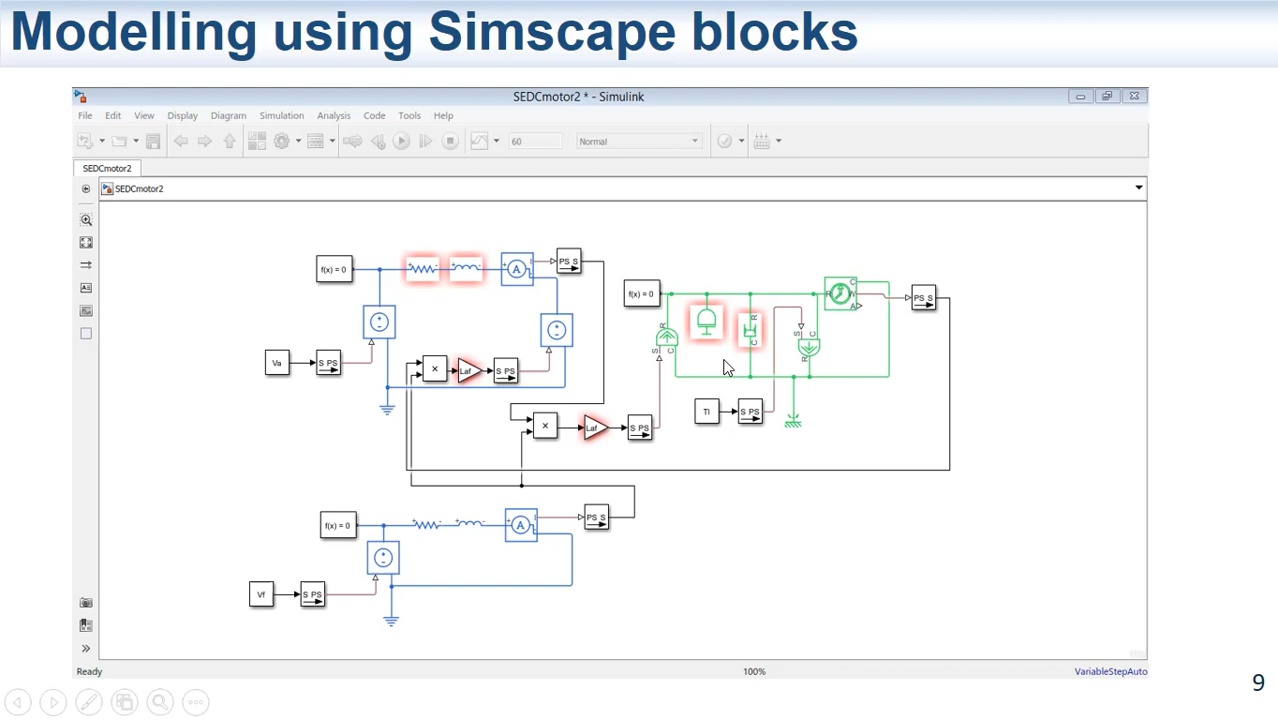 Modelling using Simscape blocks
SEDCmotor2 * - Simulink
File Edit View Display Diagram Simulation Analysis Code Tools Help
60 Normal
SEDCmotor2
SEDCmotor2
f(x) = 0
A
I
PS S
f(x) = 0
R
C
W
A
PS S
Va
S PS
×
Laf
S PS
S
R
C
R
C
S
C
R
×
Laf
S PS
Tl
S PS
f(x) = 0
A
I
PS S
Vf
S PS
Ready 100% VariableStepAuto
9